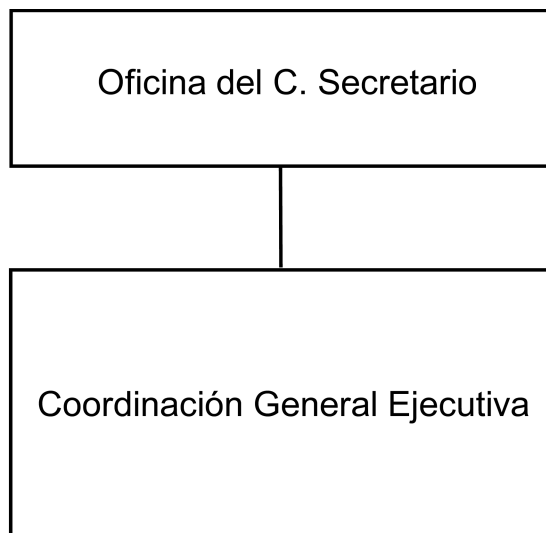 Oficina del C. Secretario
Coordinación General Ejecutiva